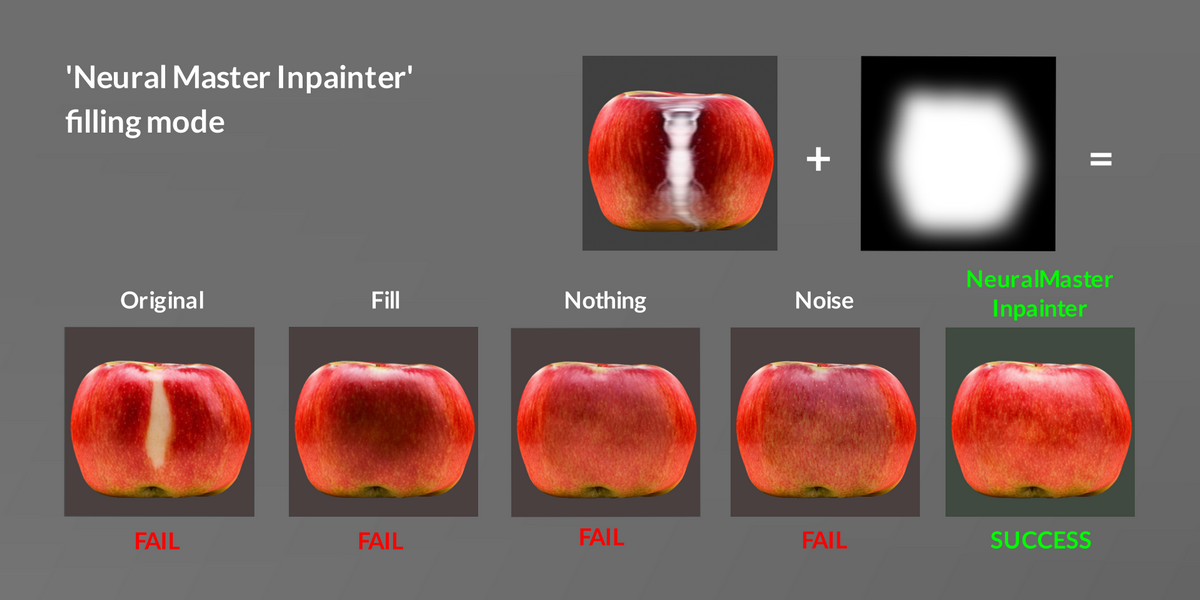 'Neural Master Inpainter'
filling mode
+
=
Original
Fill
Nothing
Noise
NeuralMaster
Inpainter
FAIL
FAIL
FAIL
FAIL
SUCCESS